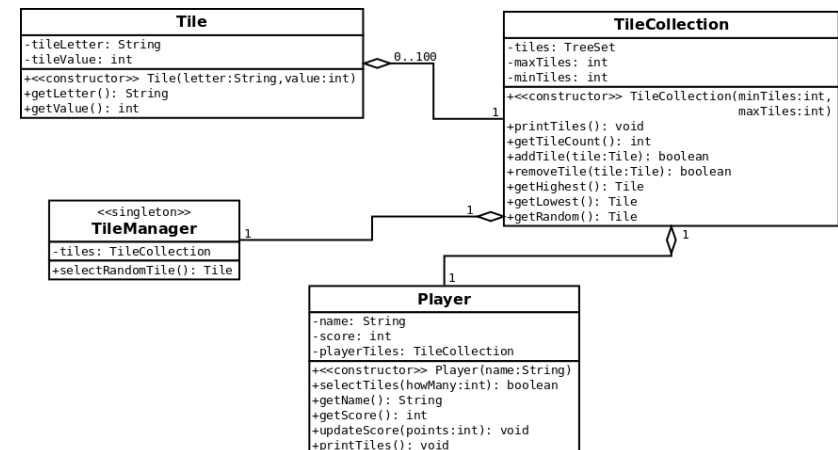 Tile
-tileLetter: String
-tileValue: int
+<<constructor>> Tile(letter:String,value:int)
+getLetter(): String
+getValue(): int
0..100
1
TileCollection
-tiles: TreeSet
-maxTiles: int
-minTiles: int
+<<constructor>> TileCollection(minTiles:int,
maxTiles:int)
+printTiles(): void
+getTileCount(): int
+addTile(tile:Tile): boolean
+removeTile(tile:Tile): boolean
+getHighest(): Tile
+getLowest(): Tile
+getRandom(): Tile
<<singleton>>
TileManager
-tiles: TileCollection
+selectRandomTile(): Tile
1
1
1
1
Player
-name: String
-score: int
-playerTiles: TileCollection
+<<constructor>> Player(name:String)
+selectTiles(howMany:int): boolean
+getName(): String
+getScore(): int
+updateScore(points:int): void
+printTiles(): void